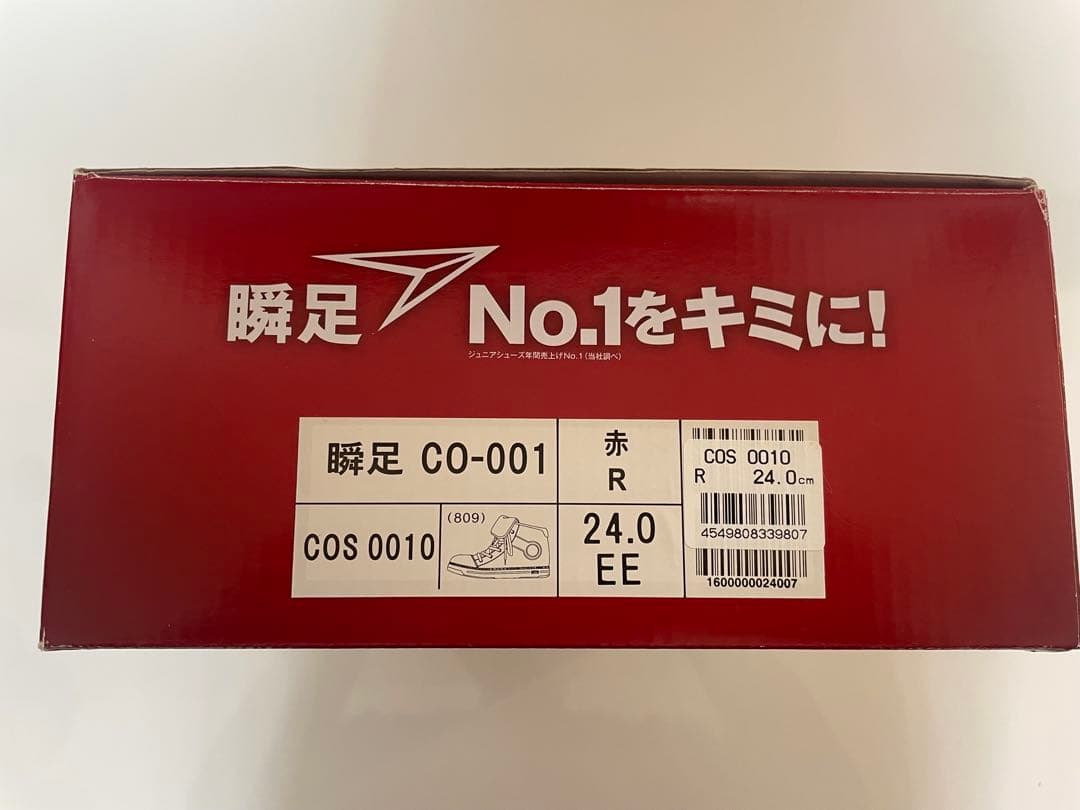 瞬足 No.1をキミに!
ジュニアシューズ年間売上げNo.1(当社調べ)
瞬足 CO-001
赤
R
COS 0010
(809)
24.0
EE
COS 0010
R 24.0cm
4549808339807
1600000024007